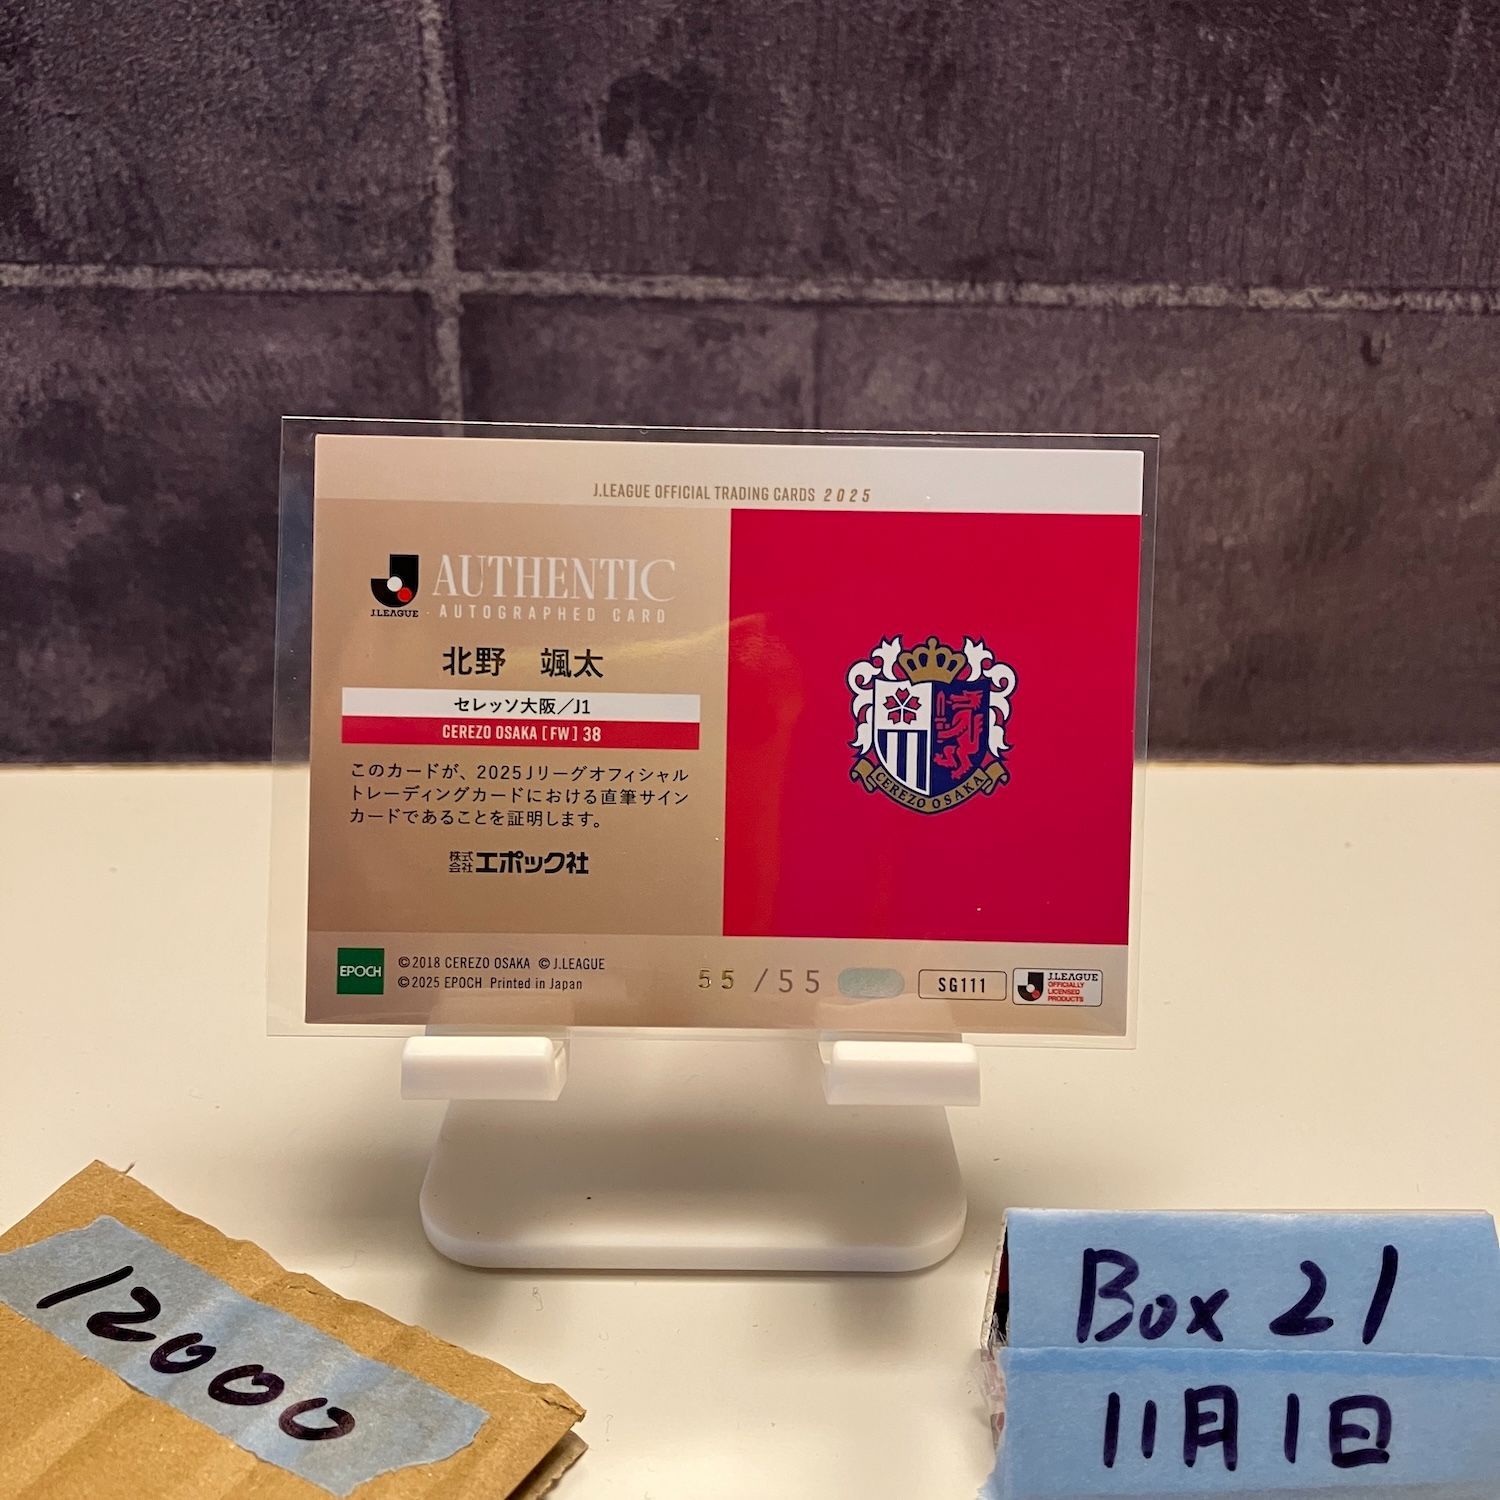 J.LEAGUE OFFICIAL TRADING CARDS 2025
J.LEAGUE
AUTHENTIC
AUTOGRAPHED CARD
北野 颯太
セレッソ大阪/J1
CEREZO OSAKA [FW] 38
このカードが、2025Jリーグオフィシャル
トレーディングカードにおける直筆サイン
カードであることを証明します。
株式会社エポック社
CEREZO OSAKA
EPOCH
©2018 CEREZO OSAKA ©J.LEAGUE
©2025 EPOCH Printed in Japan
55/55
SG111
J.LEAGUE
OFFICIALLY
LICENSED
PRODUCTS
12000
Box 21
11月1日